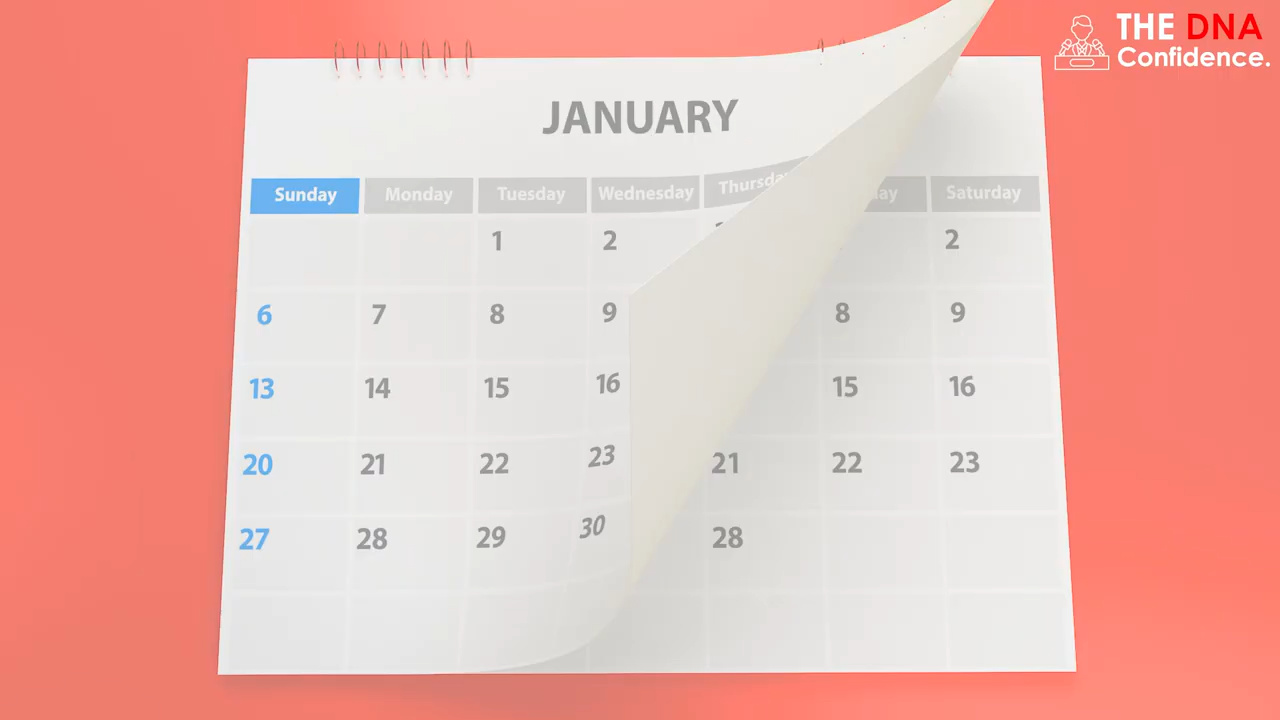 THE DNA
Confidence.
JANUARY
Sunday Monday Tuesday Wednesday Thursday Saturday
1 2 2
6 7 8 9 8 9
13 14 15 16 15 16
20 21 22 23 21 22 23
27 28 29 30 28